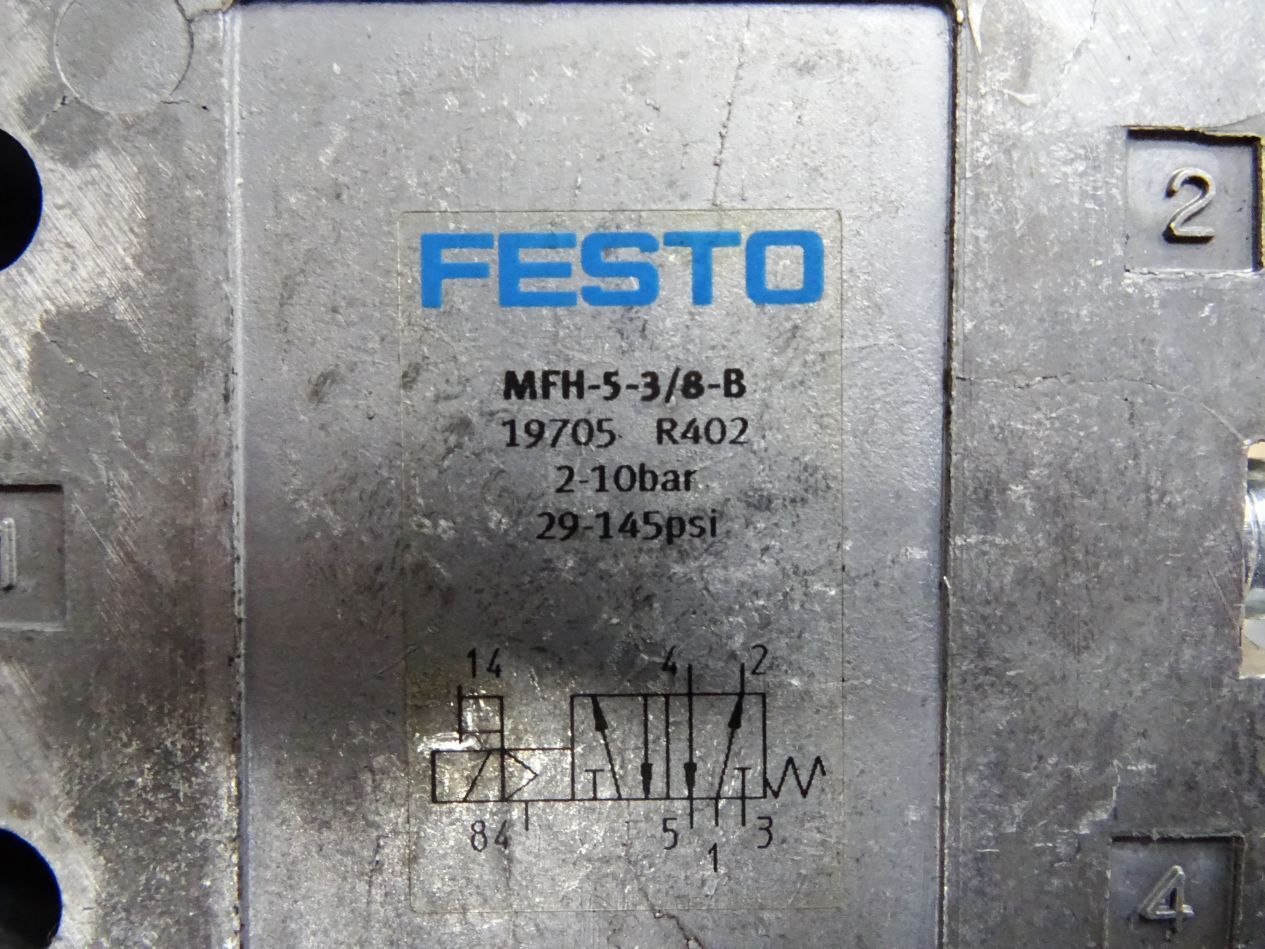 FESTO
MFH-5-3/8-B
19705 R402
2-10bar
29-145psi
14 4 2
84 5 1 3
2
1
4